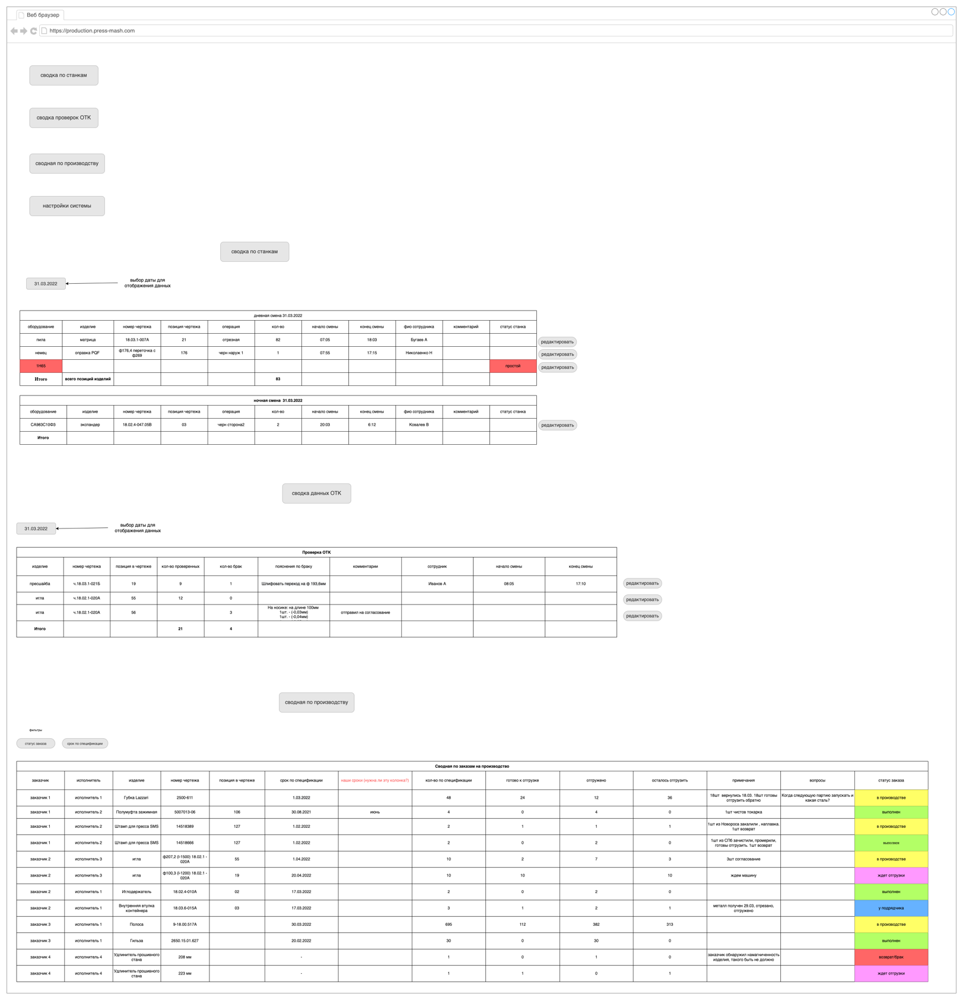 Веб браузер
https://production.press-mash.com
сводка по станкам
сводка проверок ОТК
сводная по производству
настройки системы
сводка по станкам
31.03.2022
выбор даты для
отображения данных
дневная смена 31.03.2022
оборудование изделие номер чертежа позиция чертежа операция кол-во начало смены конец смены фио сотрудника комментарий статус станка
пила матрица 18.03.1-007А 21 отрезная 82 07:05 18:03 Бугаев А
редактировать
немец оправка PQF ф176,4 переточка с
ф269 176 черн наруж 1 1 07:55 17:15 Николаенко Н
редактировать
1Н65 простой
редактировать
Итого всего позиций изделий 83
ночная смена 31.03.2022
оборудование изделие номер чертежа позиция чертежа операция кол-во начало смены конец смены фио сотрудника комментарий статус станка
СА983С10Ф3 экспандер 18.02.4-047.05В 03 черн сторона2 2 20:03 6:12 Ковалев В
редактировать
Итого
сводка данных ОТК
31.03.2022
выбор даты для
отображения данных
Проверка ОТК
изделие номер чертежа позиция в чертеже кол-во проверенных кол-во брак пояснения по браку комментарии сотрудник начало смены конец смены
пресшайба ч.18.03.1-021Б 19 9 1 Шлифовать переход на ф 193,6мм Иванов А 08:05 17:10
редактировать
игла ч.18.02.1-020А 55 12 0
редактировать
игла ч.18.02.1-020А 56 3 На носике: на длине 100мм
1шт. - (-0,03мм)
1шт. - (-0,04мм) отправил на согласование
редактировать
Итого 21 4
сводная по производству
фильтры
статус заказа срок по спецификации
Сводная по заказам на производство
заказчик исполнитель изделие номер чертежа позиция в чертеже срок по спецификации наши сроки (нужна ли эту колонка?) кол-во по спецификации готово к отгрузке отгружено осталось отгрузить примечания вопросы статус заказа
заказчик 1 исполнитель 1 Губка Lazzari 2500-611 1.03.2022 48 24 12 36 18шт вернулись 18.03. 18шт готовы
отгрузить обратно Когда следующую партию запускать и
какая сталь? в производстве
заказчик 1 исполнитель 2 Полумуфта зажимная 5007013-06 106 30.08.2021 июнь 4 0 4 0 1шт чистов токарка выполнен
заказчик 1 исполнитель 2 Штамп для пресса SMS 14518389 127 1.02.2022 2 1 1 1 1шт из Новороса закалили , наплавка.
1шт возврат в производстве
заказчик 1 исполнитель 2 Штамп для пресса SMS 14518666 127 1.02.2022 2 0 2 0 1шт из СПб зачистили, промерили,
готовы отгрузить. 1шт возврат выполнен
заказчик 2 исполнитель 3 игла ф207,2 (l-1500) 18.02.1 -
020А 55 1.04.2022 10 2 7 3 3шт согласование в производстве
заказчик 2 исполнитель 3 игла ф100,3 (l-1200) 18.02.1 -
020А 19 20.04.2022 10 10 10 ждем машину ждет отгрузки
заказчик 2 исполнитель 1 Иглодержатель 18.02.4-010А 02 17.03.2022 2 0 2 0 выполнен
заказчик 2 исполнитель 1 Внутренняя втулка
контейнера 18.03.6-015А 03 17.03.2022 3 1 2 1 металл получен 29.03, отрезано,
отгружено у подрядчика
заказчик 3 исполнитель 1 Полоса 9-18.00.517А 30.03.2022 695 112 382 313 в производстве
заказчик 3 исполнитель 1 Гильза 2650.15.01.627 20.02.2022 30 0 30 0 выполнен
заказчик 4 исполнитель 4 Удлинитель прошивного
стана 208 мм - 1 0 1 0 заказчик обнаружил намагниченность
изделия, такого быть не должно возврат/брак
заказчик 4 исполнитель 4 Удлинитель прошивного
стана 223 мм - 1 1 0 1 ждет отгрузки